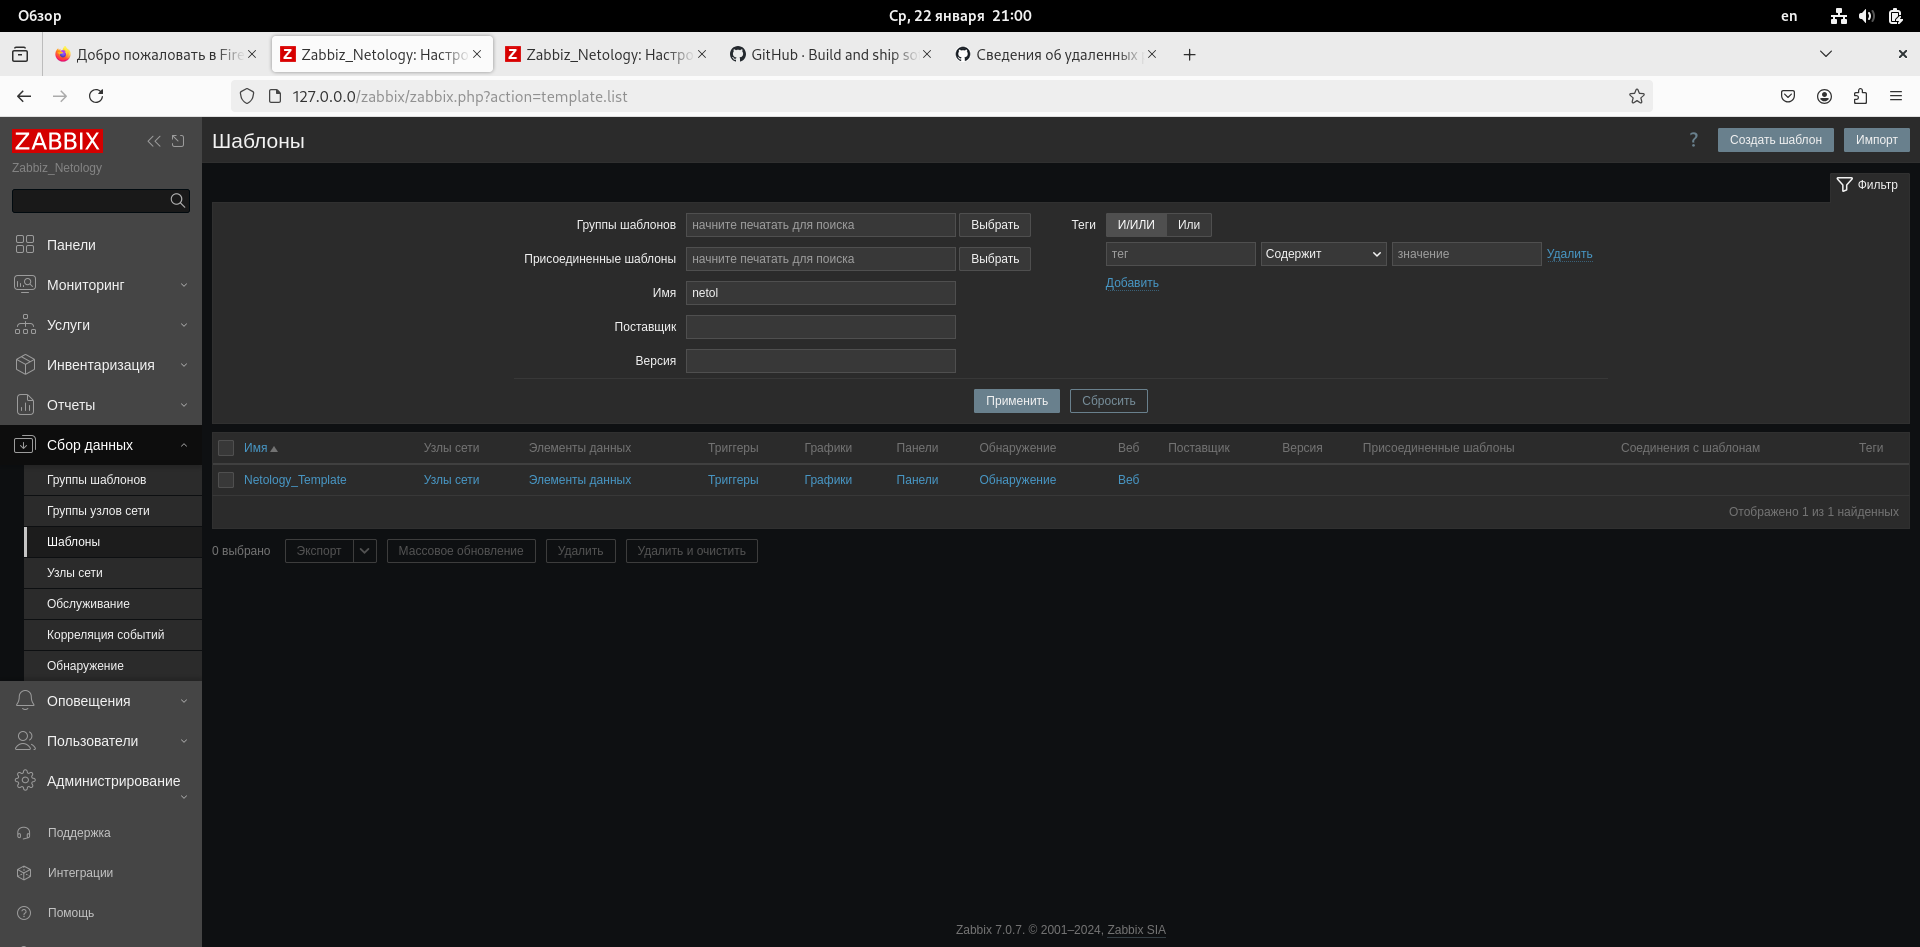 Обзор
Ср, 22 января 21:00
en
Добро пожаловать в Fire
Zabbiz_Netology: Настро
Zabbiz_Netology: Настро
GitHub · Build and ship so
Сведения об удаленных
127.0.0.0/zabbix/zabbix.php?action=template.list
ZABBIX
Zabbiz_Netology
Панели
Мониторинг
Услуги
Инвентаризация
Отчеты
Сбор данных
Группы шаблонов
Группы узлов сети
Шаблоны
Узлы сети
Обслуживание
Корреляция событий
Обнаружение
Оповещения
Пользователи
Администрирование
Поддержка
Интеграции
Помощь
Шаблоны
?
Создать шаблон
Импорт
Фильтр
Группы шаблонов
начните печатать для поиска
Выбрать
Присоединенные шаблоны
начните печатать для поиска
Выбрать
Имя
netol
Поставщик
Версия
Теги
И/ИЛИ
Или
тег
Содержит
значение
Удалить
Добавить
Применить
Сбросить
Имя Узлы сети Элементы данных Триггеры Графики Панели Обнаружение Веб Поставщик Версия Присоединенные шаблоны Соединения с шаблонам Теги
Netology_Template Узлы сети Элементы данных Триггеры Графики Панели Обнаружение Веб
Отображено 1 из 1 найденных
0 выбрано
Экспорт
Массовое обновление
Удалить
Удалить и очистить
Zabbix 7.0.7. © 2001–2024, Zabbix SIA